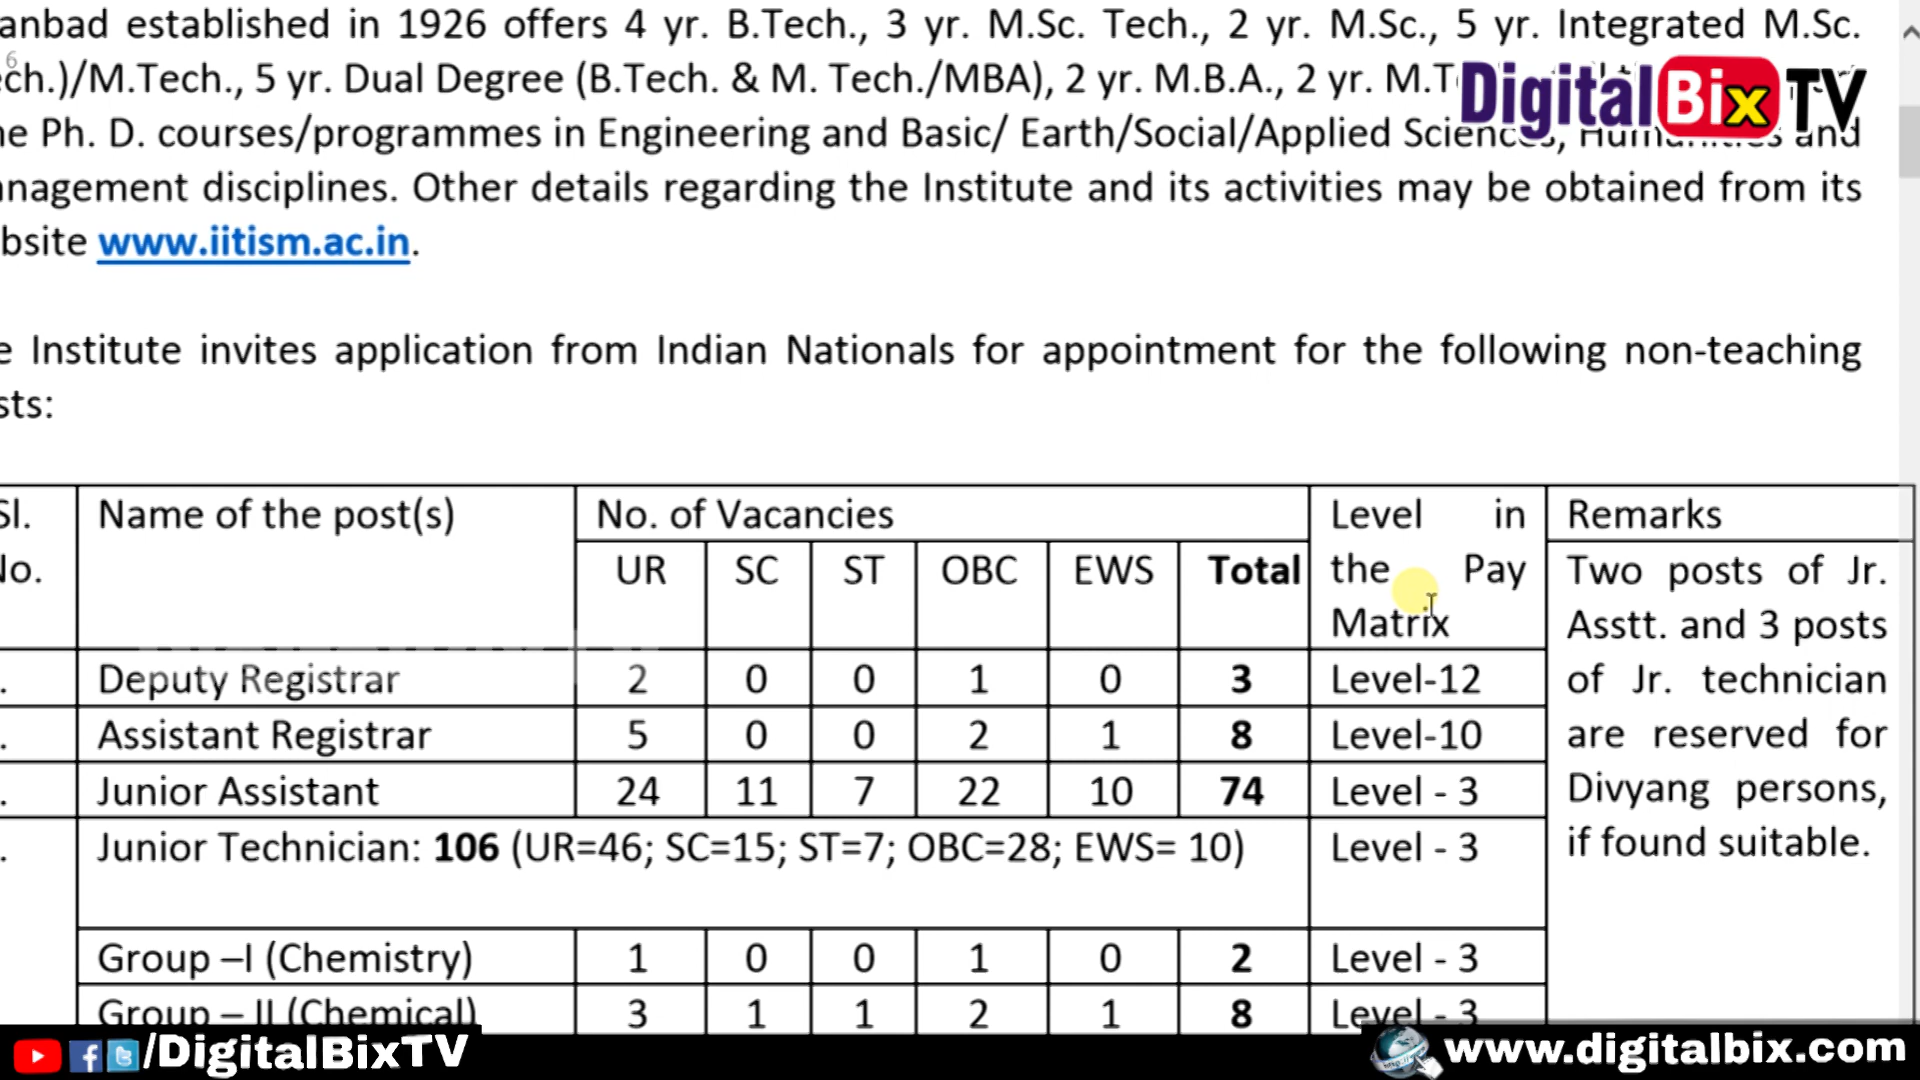 anbad established in 1926 offers 4 yr. B.Tech., 3 yr. M.Sc. Tech., 2 yr. M.Sc., 5 yr. Integrated M.Sc.
ech.)/M.Tech., 5 yr. Dual Degree (B.Tech. & M. Tech./MBA), 2 yr. M.B.A., 2 yr.
DigitalBixTV
ne Ph. D. courses/programmes in Engineering and Basic/ Earth/Social/Applied Sciences, Humanities and
anagement disciplines. Other details regarding the Institute and its activities may be obtained from its
bsite www.iitism.ac.in.
e Institute invites application from Indian Nationals for appointment for the following non-teaching
sts:
Sl. No. Name of the post(s) No. of Vacancies Level in the Pay Matrix Remarks
UR SC ST OBC EWS Total
Two posts of Jr.
Asstt. and 3 posts
of Jr. technician
are reserved for
Divyang persons,
if found suitable.
. Deputy Registrar 2 0 0 1 0 3 Level-12
. Assistant Registrar 5 0 0 2 1 8 Level-10
. Junior Assistant 24 11 7 22 10 74 Level - 3
. Junior Technician: 106 (UR=46; SC=15; ST=7; OBC=28; EWS= 10) Level - 3
Group –I (Chemistry) 1 0 0 1 0 2 Level - 3
Group – II (Chemical) 3 1 1 2 1 8 Level - 3
/DigitalBixTV
www.digitalbix.com